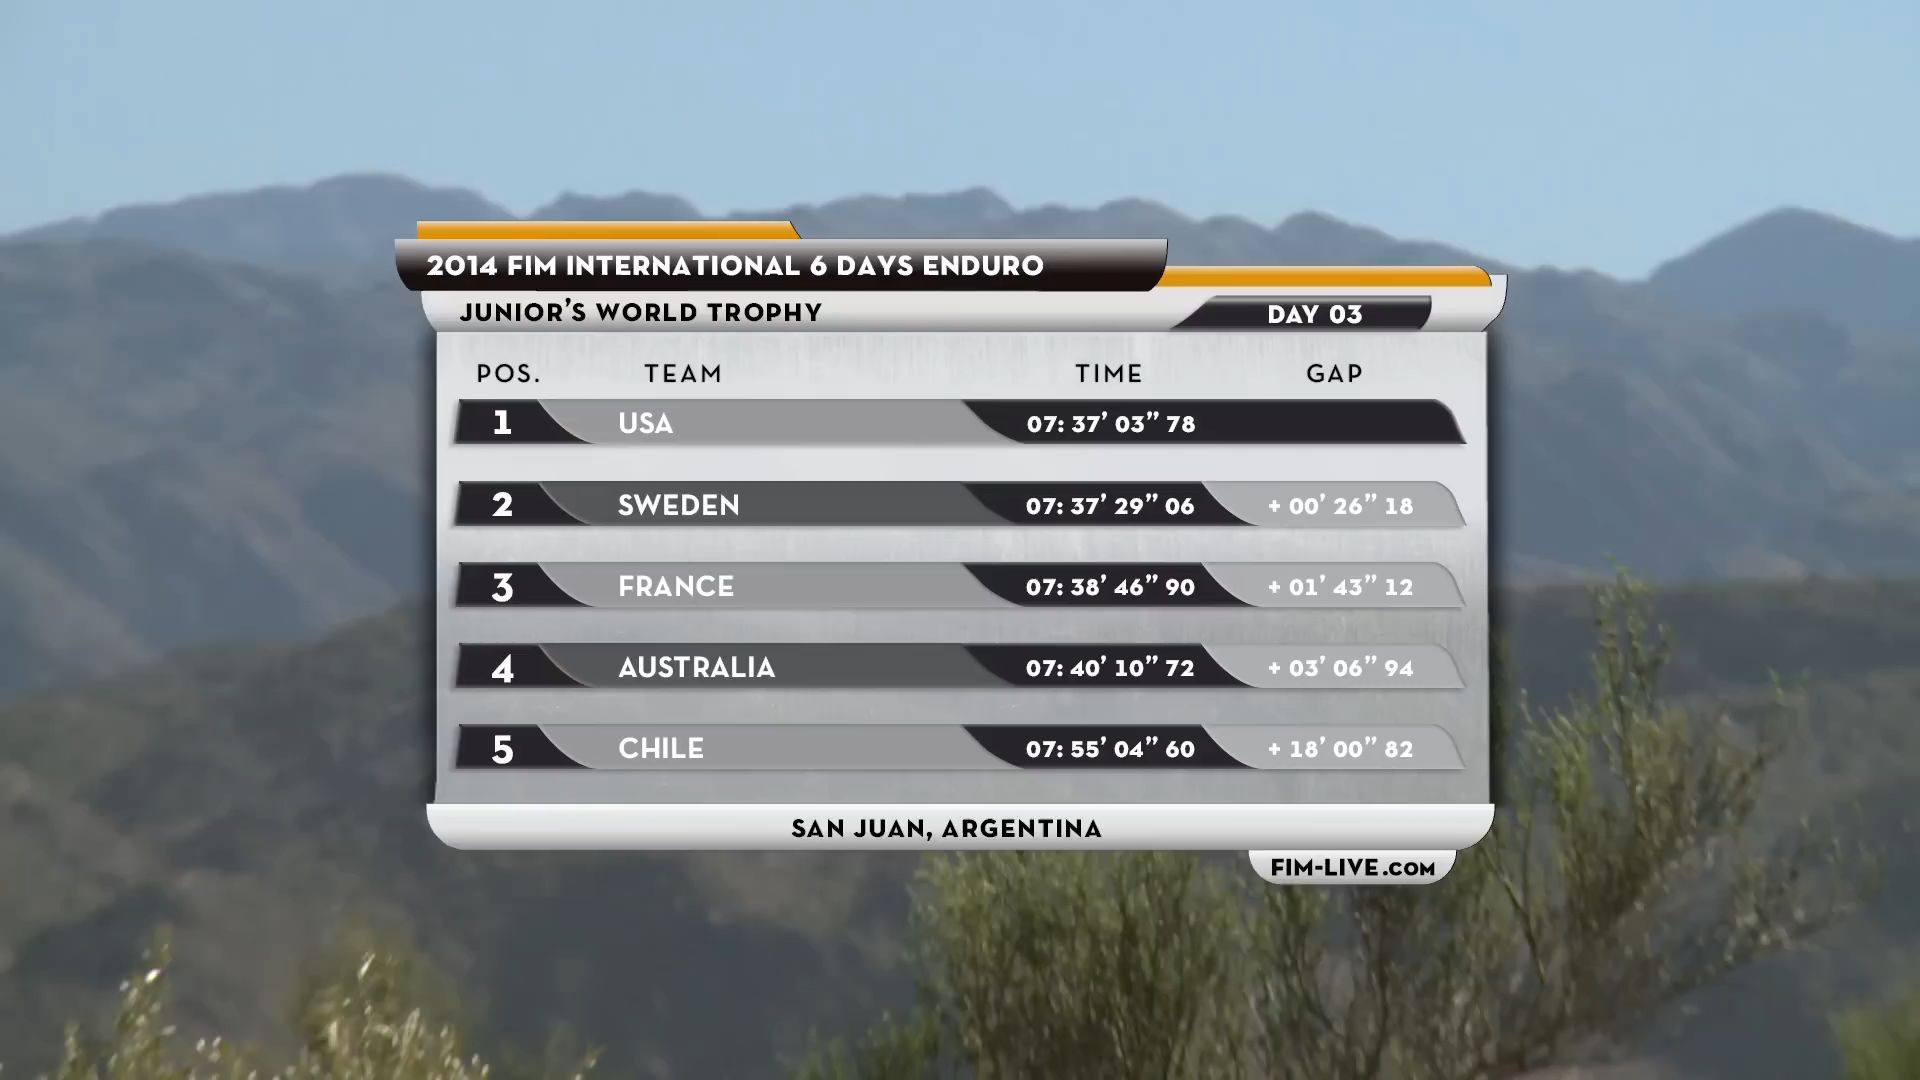 2014 FIM INTERNATIONAL 6 DAYS ENDURO
JUNIOR'S WORLD TROPHY DAY 03
POS. TEAM TIME GAP
1 USA 07: 37' 03" 78
2 SWEDEN 07: 37' 29" 06 + 00' 26" 18
3 FRANCE 07: 38' 46" 90 + 01' 43" 12
4 AUSTRALIA 07: 40' 10" 72 + 03' 06" 94
5 CHILE 07: 55' 04" 60 + 18' 00" 82
SAN JUAN, ARGENTINA
FIM-LIVE.COM